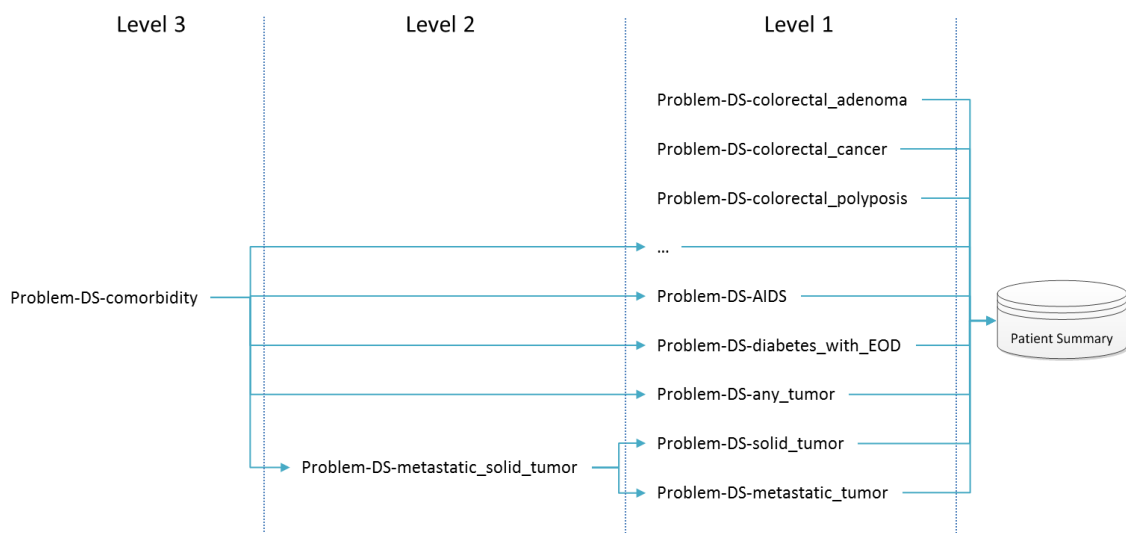 Level 3
Level 2
Level 1
Problem-DS-colorectal_adenoma
Problem-DS-colorectal_cancer
Problem-DS-colorectal_polyposis
...
Problem-DS-comorbidity
Problem-DS-AIDS
Patient Summary
Problem-DS-diabetes_with_EOD
Problem-DS-any_tumor
Problem-DS-solid_tumor
Problem-DS-metastatic_solid_tumor
Problem-DS-metastatic_tumor